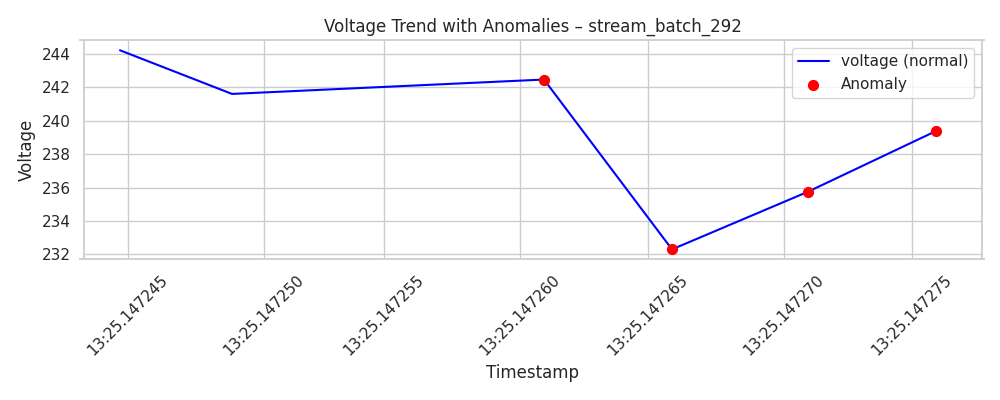 Voltage Trend with Anomalies – stream_batch_292
voltage (normal)
Anomaly
Voltage
244
242
240
238
236
234
232
13:25.147245
13:25.147250
13:25.147255
13:25.147260
13:25.147265
13:25.147270
13:25.147275
Timestamp